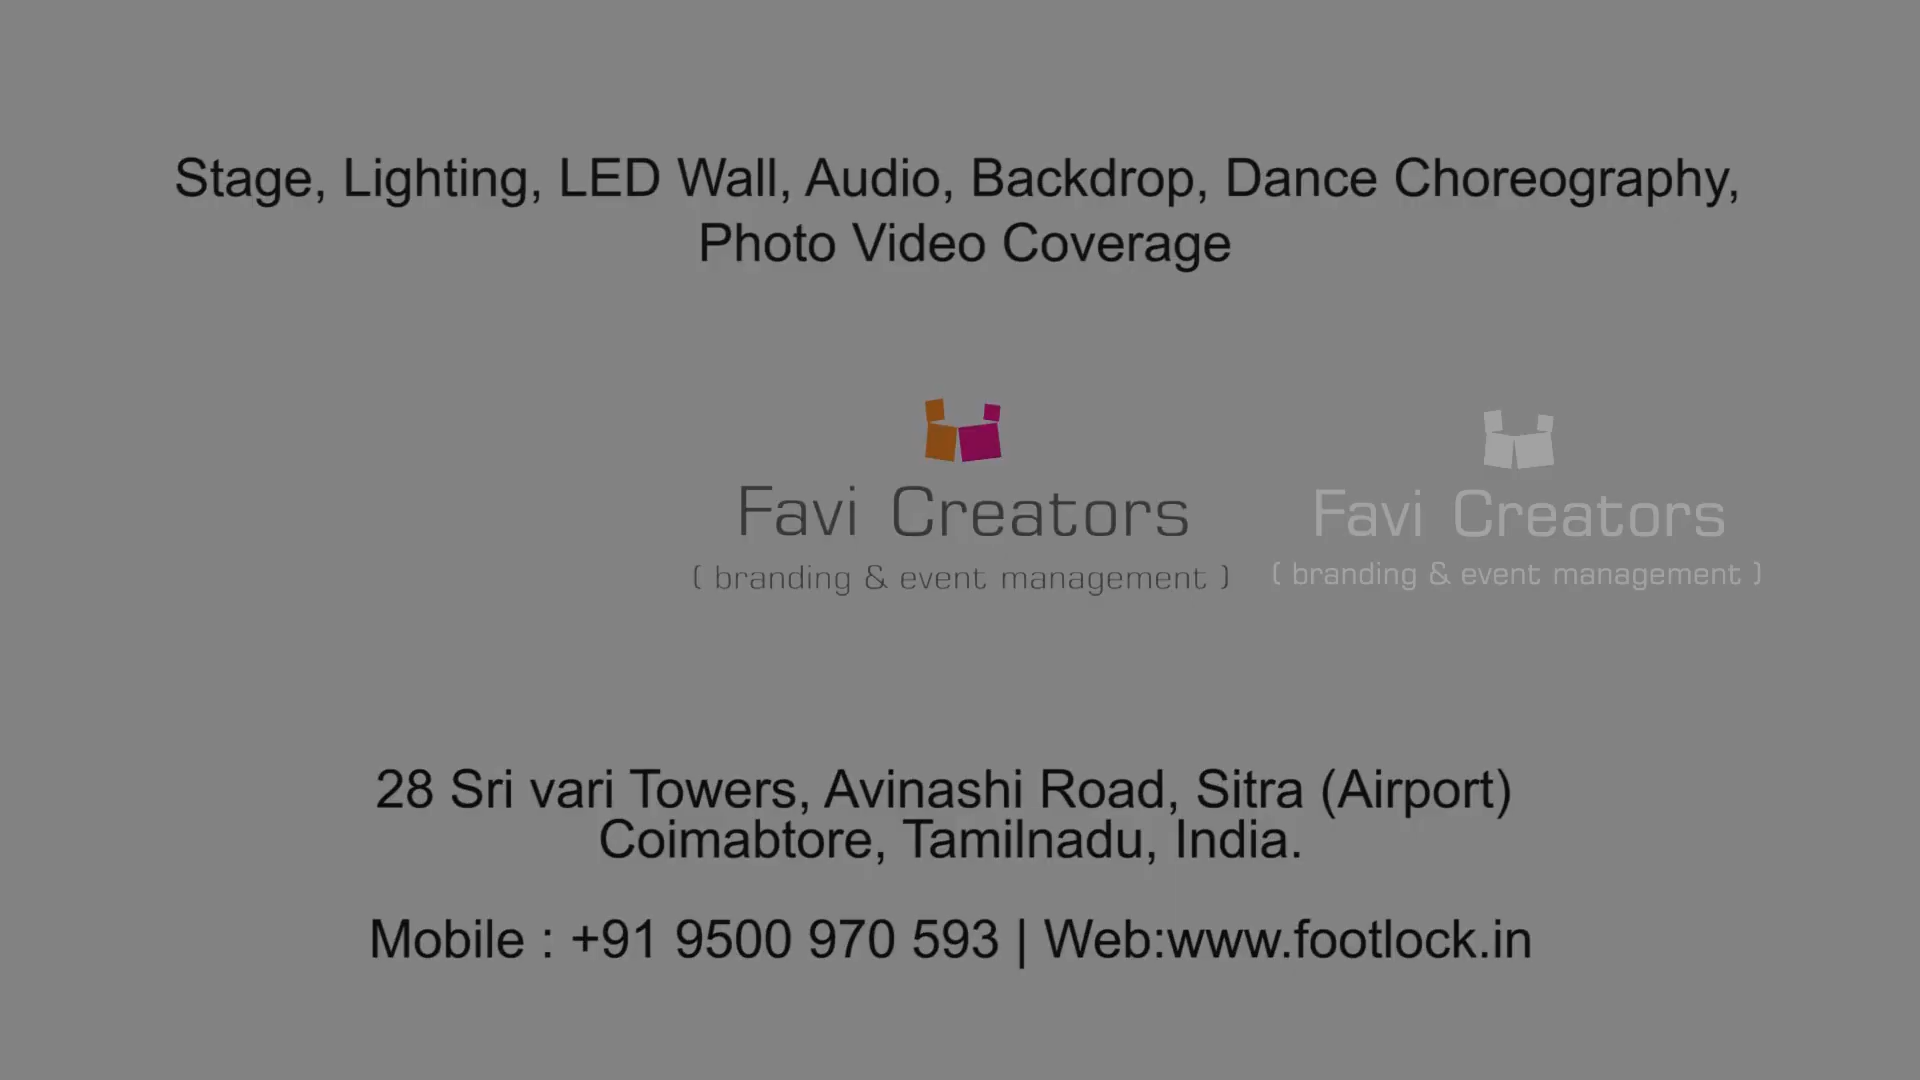 Stage, Lighting, LED Wall, Audio, Backdrop, Dance Choreography,
Photo Video Coverage
Favi Creators
( branding & event management )
Favi Creators
( branding & event management )
28 Sri vari Towers, Avinashi Road, Sitra (Airport)
Coimabtore, Tamilnadu, India.
Mobile : +91 9500 970 593 | Web:www.footlock.in